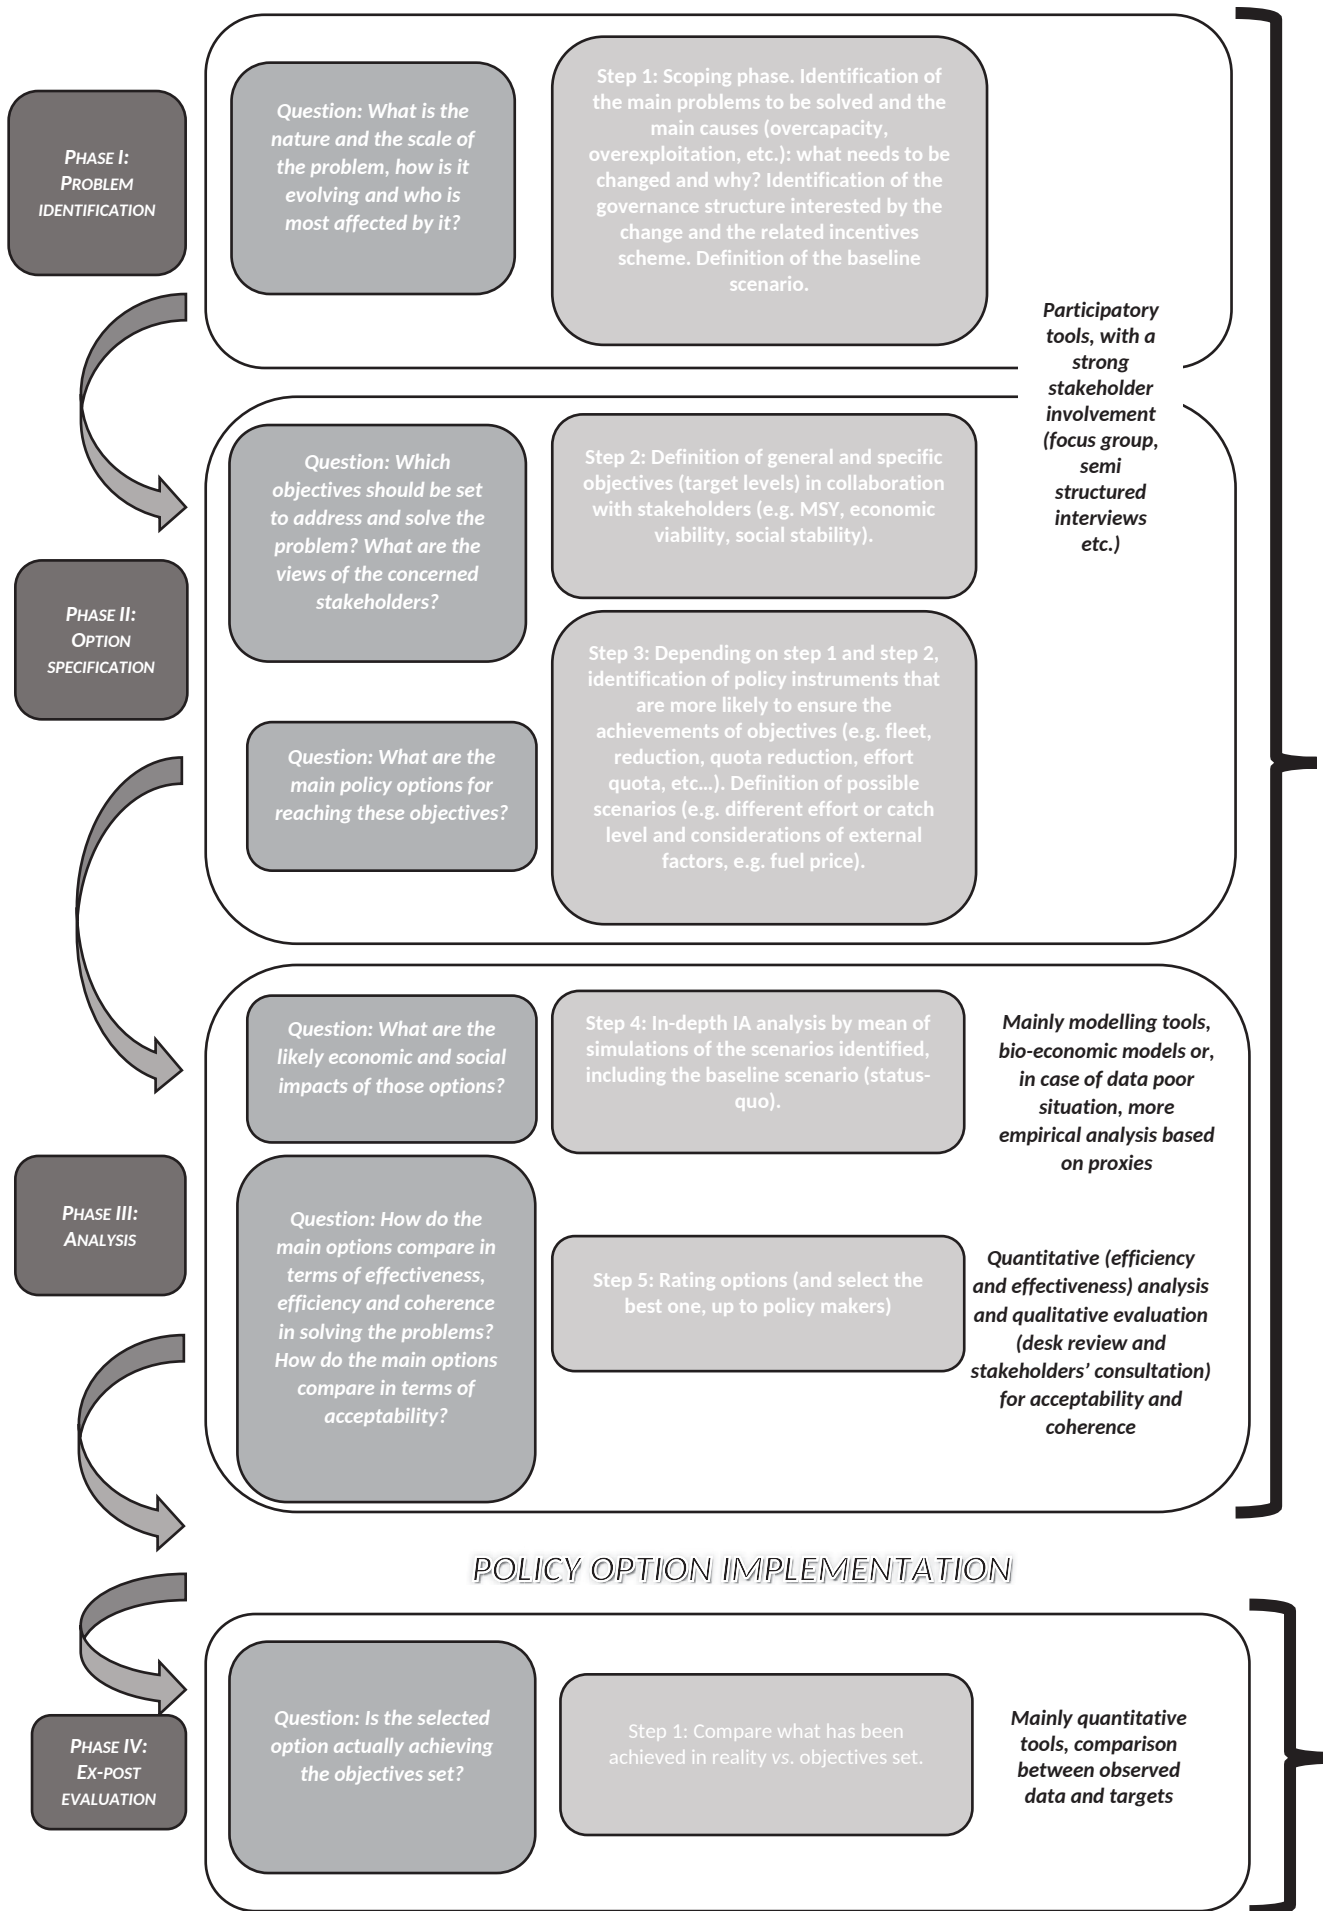 PHASE I:
PROBLEM
IDENTIFICATION
Question: What is the
nature and the scale of
the problem, how is it
evolving and who is
most affected by it?
Step 1: Scoping phase. Identification of
the main problems to be solved and the
main causes (overcapacity,
overexploitation, etc.): what needs to be
changed and why? Identification of the
governance structure interested by the
change and the related incentives
scheme. Definition of the baseline
scenario.
Participatory
tools, with a
strong
stakeholder
involvement
(focus group,
semi
structured
interviews
etc.)
PHASE II:
OPTION
SPECIFICATION
Question: Which
objectives should be set
to address and solve the
problem? What are the
views of the concerned
stakeholders?
Step 2: Definition of general and specific
objectives (target levels) in collaboration
with stakeholders (e.g. MSY, economic
viability, social stability).
Question: What are the
main policy options for
reaching these objectives?
Step 3: Depending on step 1 and step 2,
identification of policy instruments that
are more likely to ensure the
achievements of objectives (e.g. fleet,
reduction, quota reduction, effort
quota, etc...). Definition of possible
scenarios (e.g. different effort or catch
level and considerations of external
factors, e.g. fuel price).
PHASE III:
ANALYSIS
Question: What are the
likely economic and social
impacts of those options?
Step 4: In-depth IA analysis by mean of
simulations of the scenarios identified,
including the baseline scenario (status-
quo).
Mainly modelling tools,
bio-economic models or,
in case of data poor
situation, more
empirical analysis based
on proxies
Question: How do the
main options compare in
terms of effectiveness,
efficiency and coherence
in solving the problems?
How do the main options
compare in terms of
acceptability?
Step 5: Rating options (and select the
best one, up to policy makers)
Quantitative (efficiency
and effectiveness) analysis
and qualitative evaluation
(desk review and
stakeholders’ consultation)
for acceptability and
coherence
POLICY OPTION IMPLEMENTATION
PHASE IV:
EX-POST
EVALUATION
Question: Is the selected
option actually achieving
the objectives set?
Step 1: Compare what has been
achieved in reality vs. objectives set.
Mainly quantitative
tools, comparison
between observed
data and targets